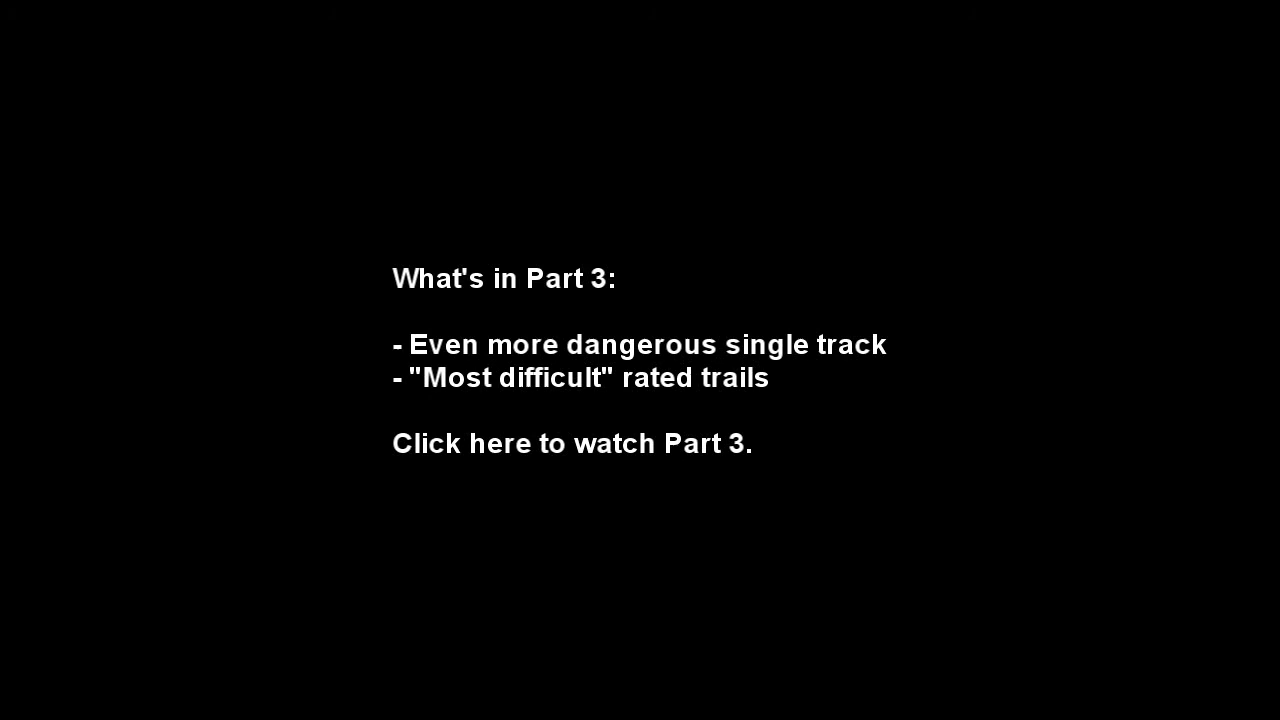 What's in Part 3:
- Even more dangerous single track
- "Most difficult" rated trails
Click here to watch Part 3.